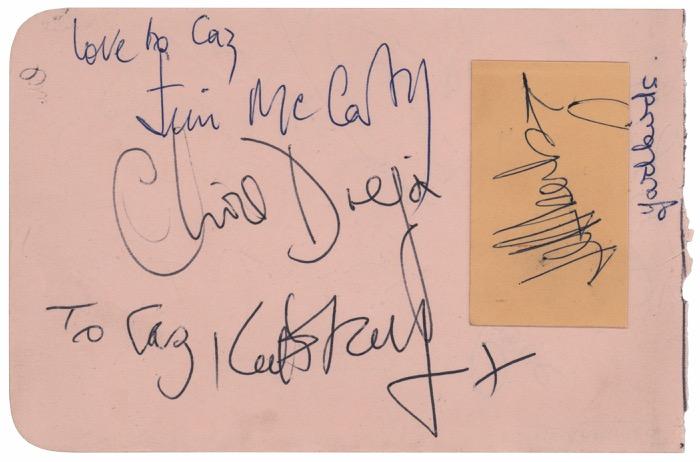 Love to Caz
Jim McCarty
Chris Dreja
To Caz Keith Relf x
Yardbirds.